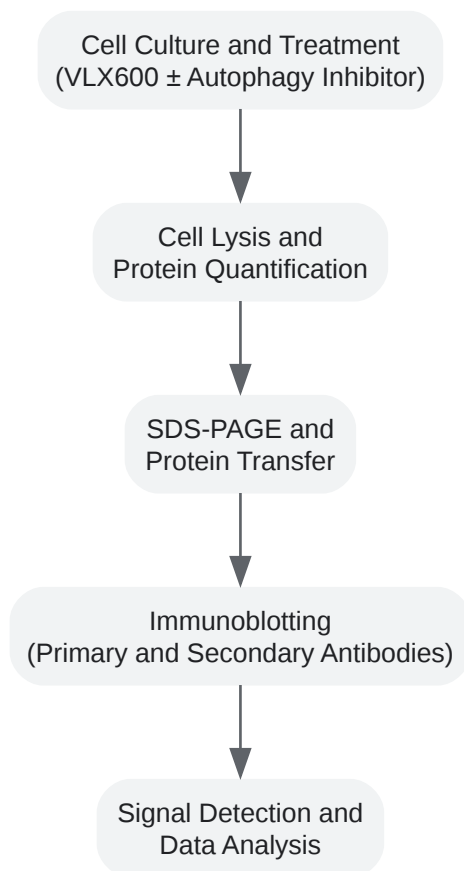 Cell Culture and Treatment
(VLX600 ± Autophagy Inhibitor)
Cell Lysis and
Protein Quantification
SDS-PAGE and
Protein Transfer
Immunoblotting
(Primary and Secondary Antibodies)
Signal Detection and
Data Analysis